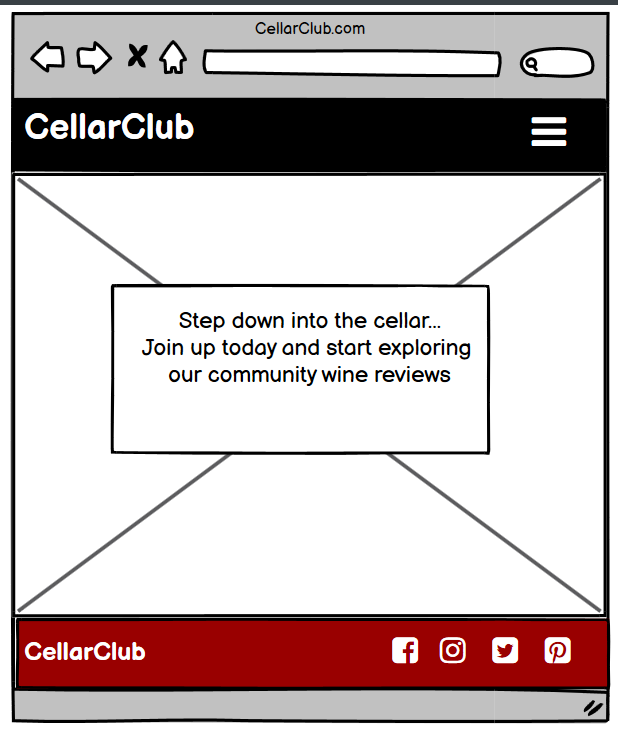 CellarClub.com
CellarClub
Step down into the cellar...
Join up today and start exploring
our community wine reviews
CellarClub